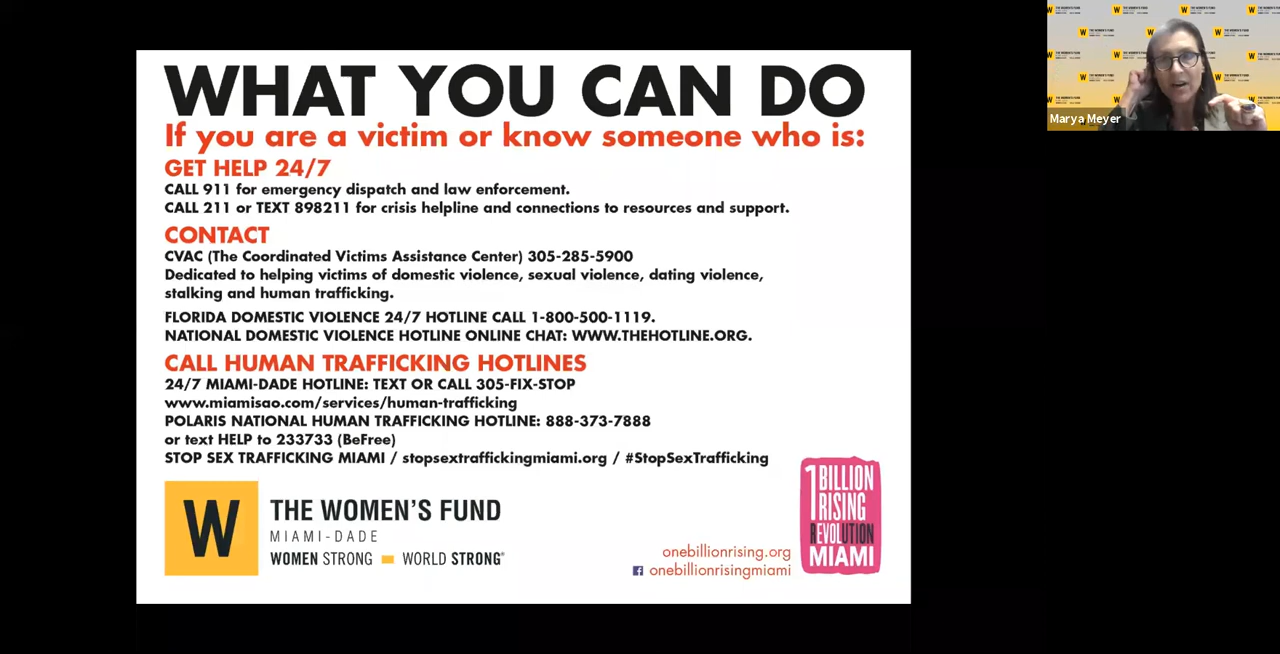 WHAT YOU CAN DO
If you are a victim or know someone who is:
GET HELP 24/7
CALL 911 for emergency dispatch and law enforcement.
CALL 211 or TEXT 898211 for crisis helpline and connections to resources and support.
CONTACT
CVAC (The Coordinated Victims Assistance Center) 305-285-5900
Dedicated to helping victims of domestic violence, sexual violence, dating violence,
stalking and human trafficking.
FLORIDA DOMESTIC VIOLENCE 24/7 HOTLINE CALL 1-800-500-1119.
NATIONAL DOMESTIC VIOLENCE HOTLINE ONLINE CHAT: WWW.THEHOTLINE.ORG.
CALL HUMAN TRAFFICKING HOTLINES
24/7 MIAMI-DADE HOTLINE: TEXT OR CALL 305-FIX-STOP
www.miamisao.com/services/human-trafficking
POLARIS NATIONAL HUMAN TRAFFICKING HOTLINE: 888-373-7888
or text HELP to 233733 (BeFree)
STOP SEX TRAFFICKING MIAMI / stopsextraffickingmiami.org / #StopSexTrafficking
W
THE WOMEN'S FUND
MIAMI-DADE
WOMEN STRONG WORLD STRONG
1 BILLION
RISING
REVOLUTION
MIAMI
onebillionrising.org
onebillionrisingmiami
Marya Meyer